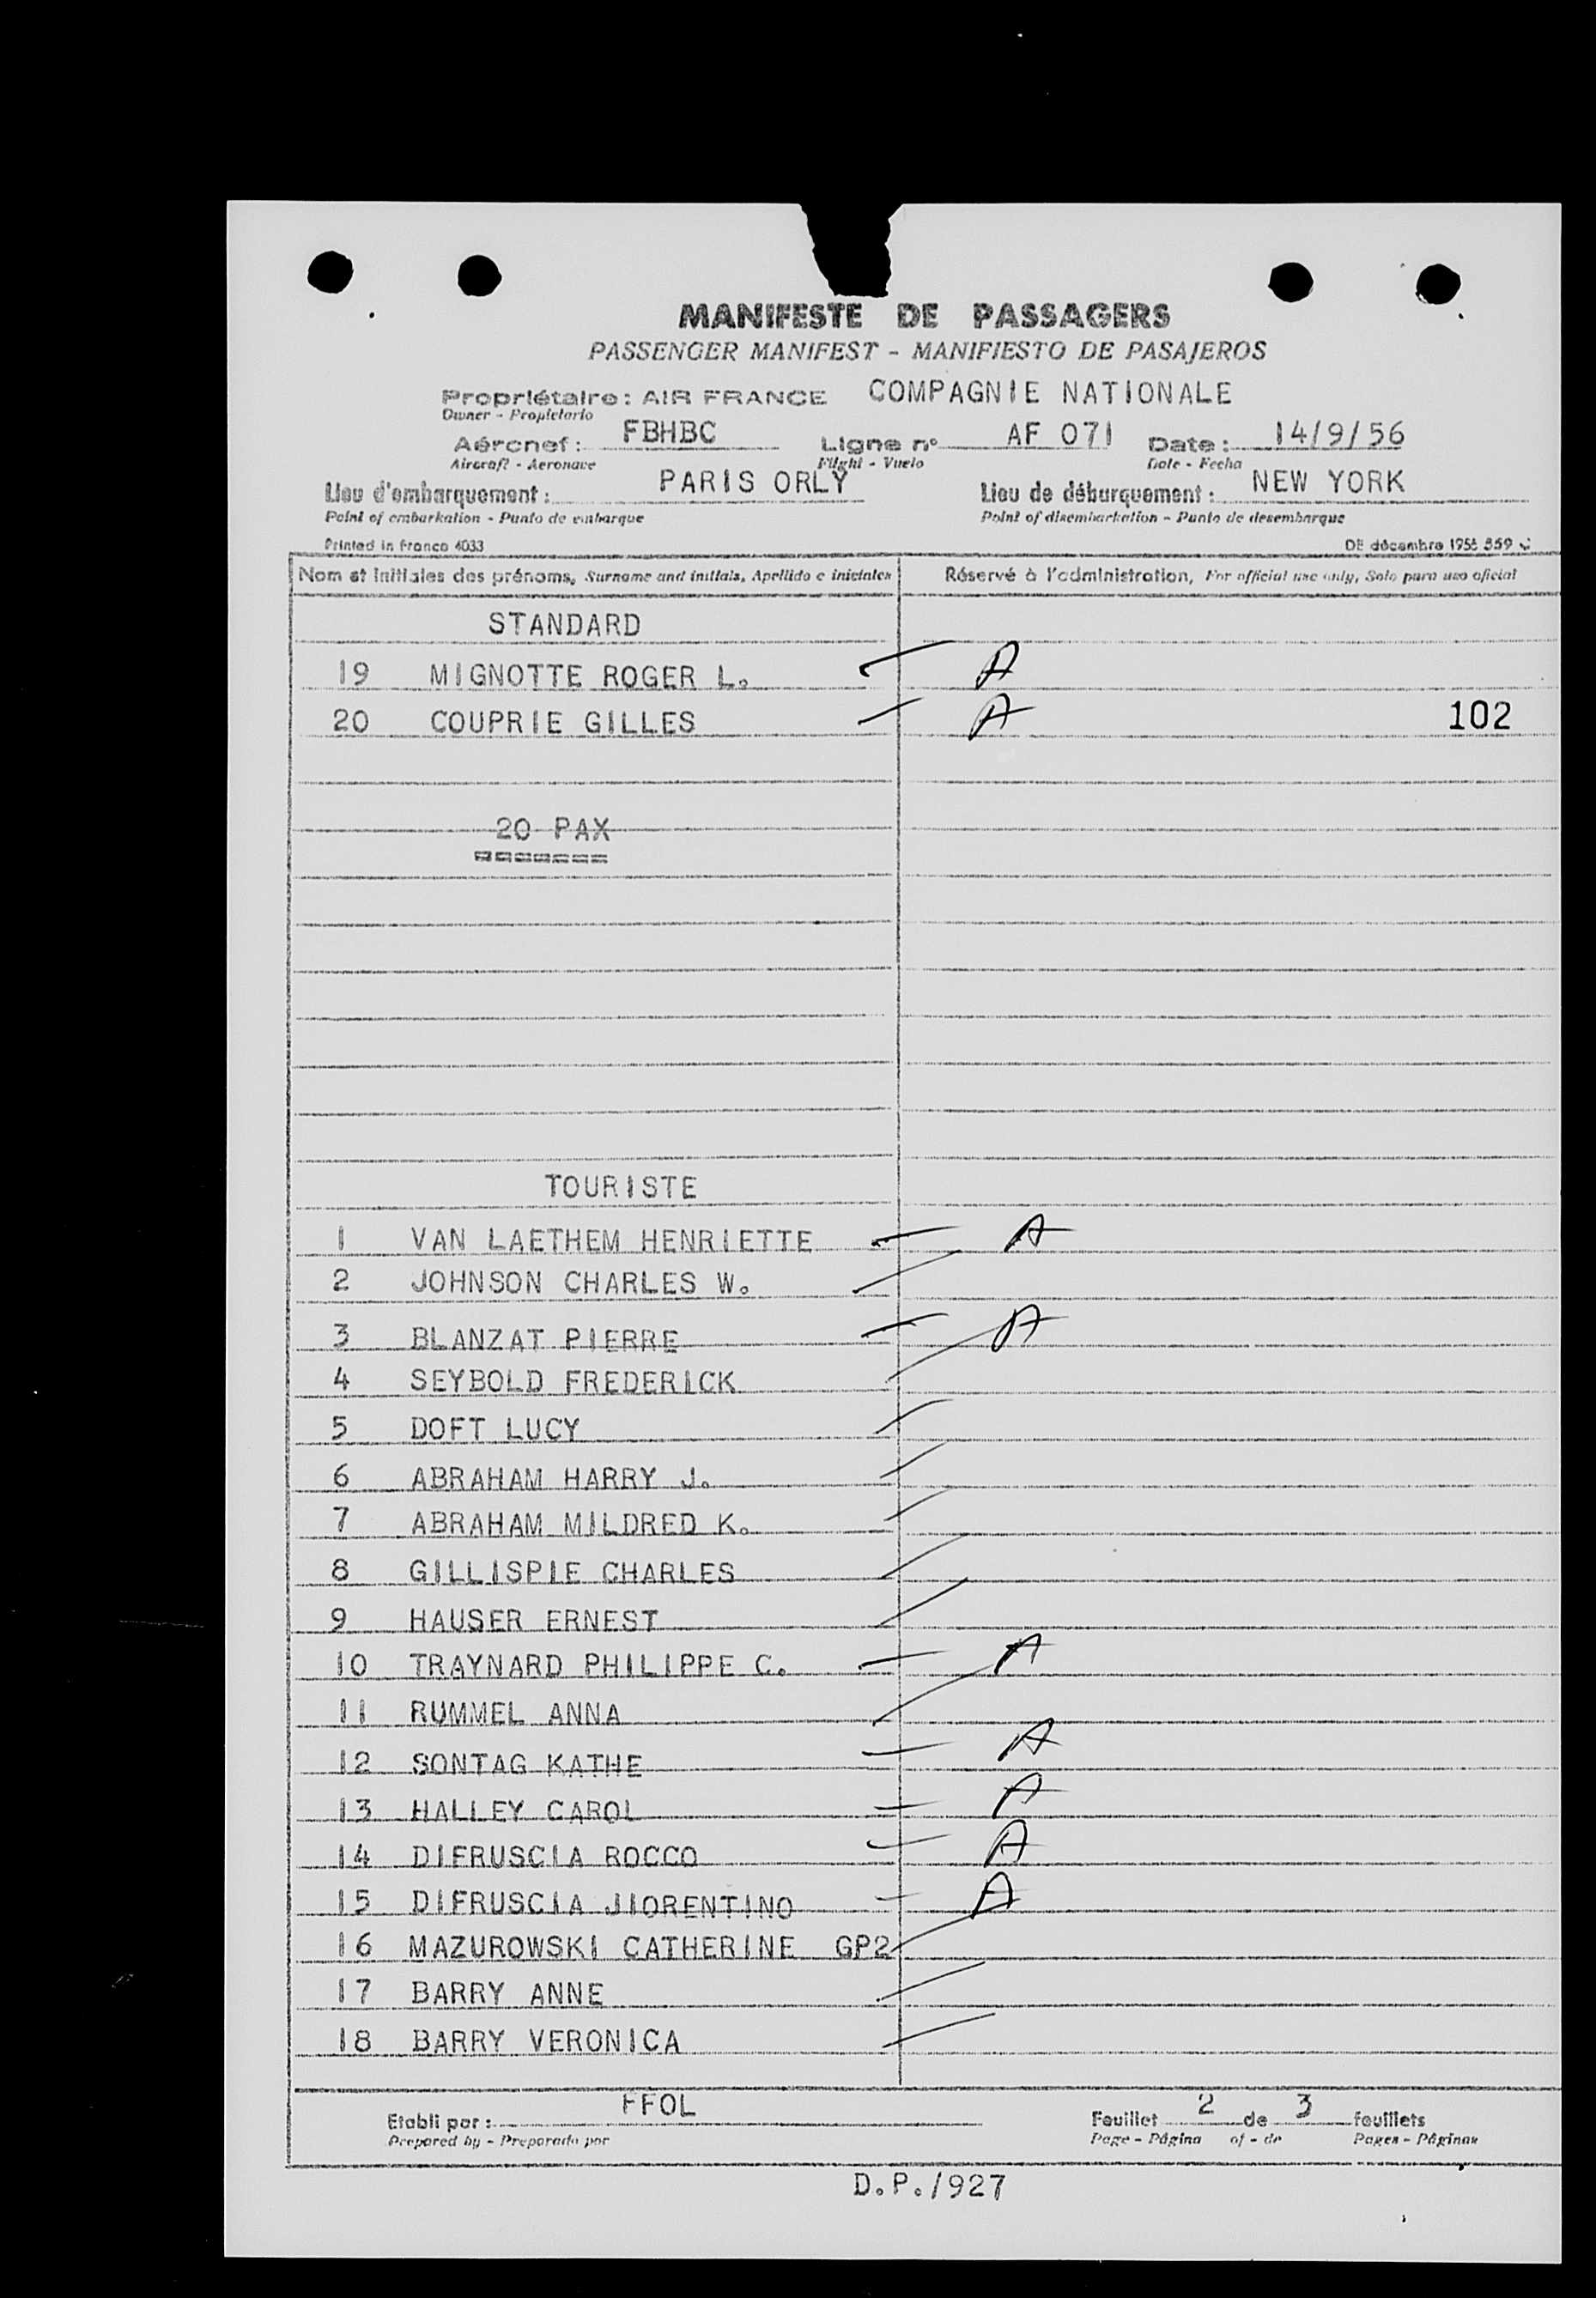 MANIFESTE DE PASSAGERS
PASSENGER MANIFEST - MANIFIESTO DE PASAJEROS
Propriétaire : AIR FRANCE COMPAGNIE NATIONALE
Owner - Propietario
Aéronef : FBHBC Ligne n° AF 071 Date : 14/9/56
Aircraft - Aeronave Flight - Vuelo Date - Fecha
Lieu d'embarquement : PARIS ORLY Lieu de débarquement : NEW YORK
Point of embarkation - Punto de embarque Point of disembarkation - Punto de desembarque
Printed in France 4033 DE décembre 1955 559
Nom et initiales des prénoms, Surname and initials, Apellido e iniciales Réservé à l'administration, For official use only, Solo para uso oficial
STANDARD
19 MIGNOTTE ROGER L. A
20 COUPRIE GILLES A 102
20 PAX
=======
TOURISTE
1 VAN LAETHEM HENRIETTE A
2 JOHNSON CHARLES W.
3 BLANZAT PIERRE A
4 SEYBOLD FREDERICK
5 DOFT LUCY
6 ABRAHAM HARRY J.
7 ABRAHAM MILDRED K.
8 GILLISPIE CHARLES
9 HAUSER ERNEST
10 TRAYNARD PHILIPPE C. A
11 RUMMEL ANNA
12 SONTAG KATHE A
13 HALLEY CAROL A
14 DIFRUSCIA ROCCO A
15 DIFRUSCIA JIORENTINO A
16 MAZUROWSKI CATHERINE GP2
17 BARRY ANNE
18 BARRY VERONICA
Etabli par : FFOL Feuillet 2 de 3 feuillets
Prepared by - Preparado por Page - Página of - de Pages - Páginas
D.P./927